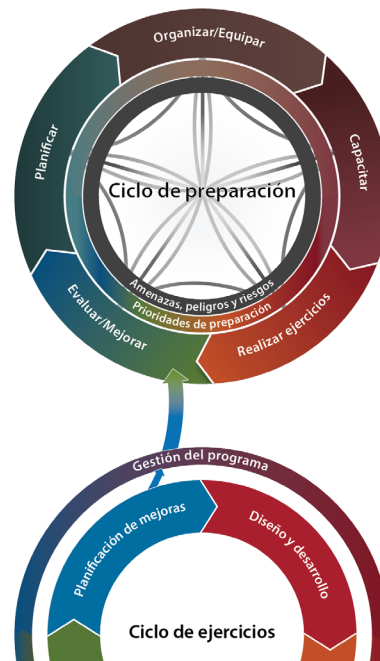 Organizar/Equipar
Capacitar
Realizar ejercicios
Evaluar/Mejorar
Planificar
Ciclo de preparación
Amenazas, peligros y riesgos
Prioridades de preparación
Gestión del programa
Planificación de mejoras
Diseño y desarrollo
Ciclo de ejercicios